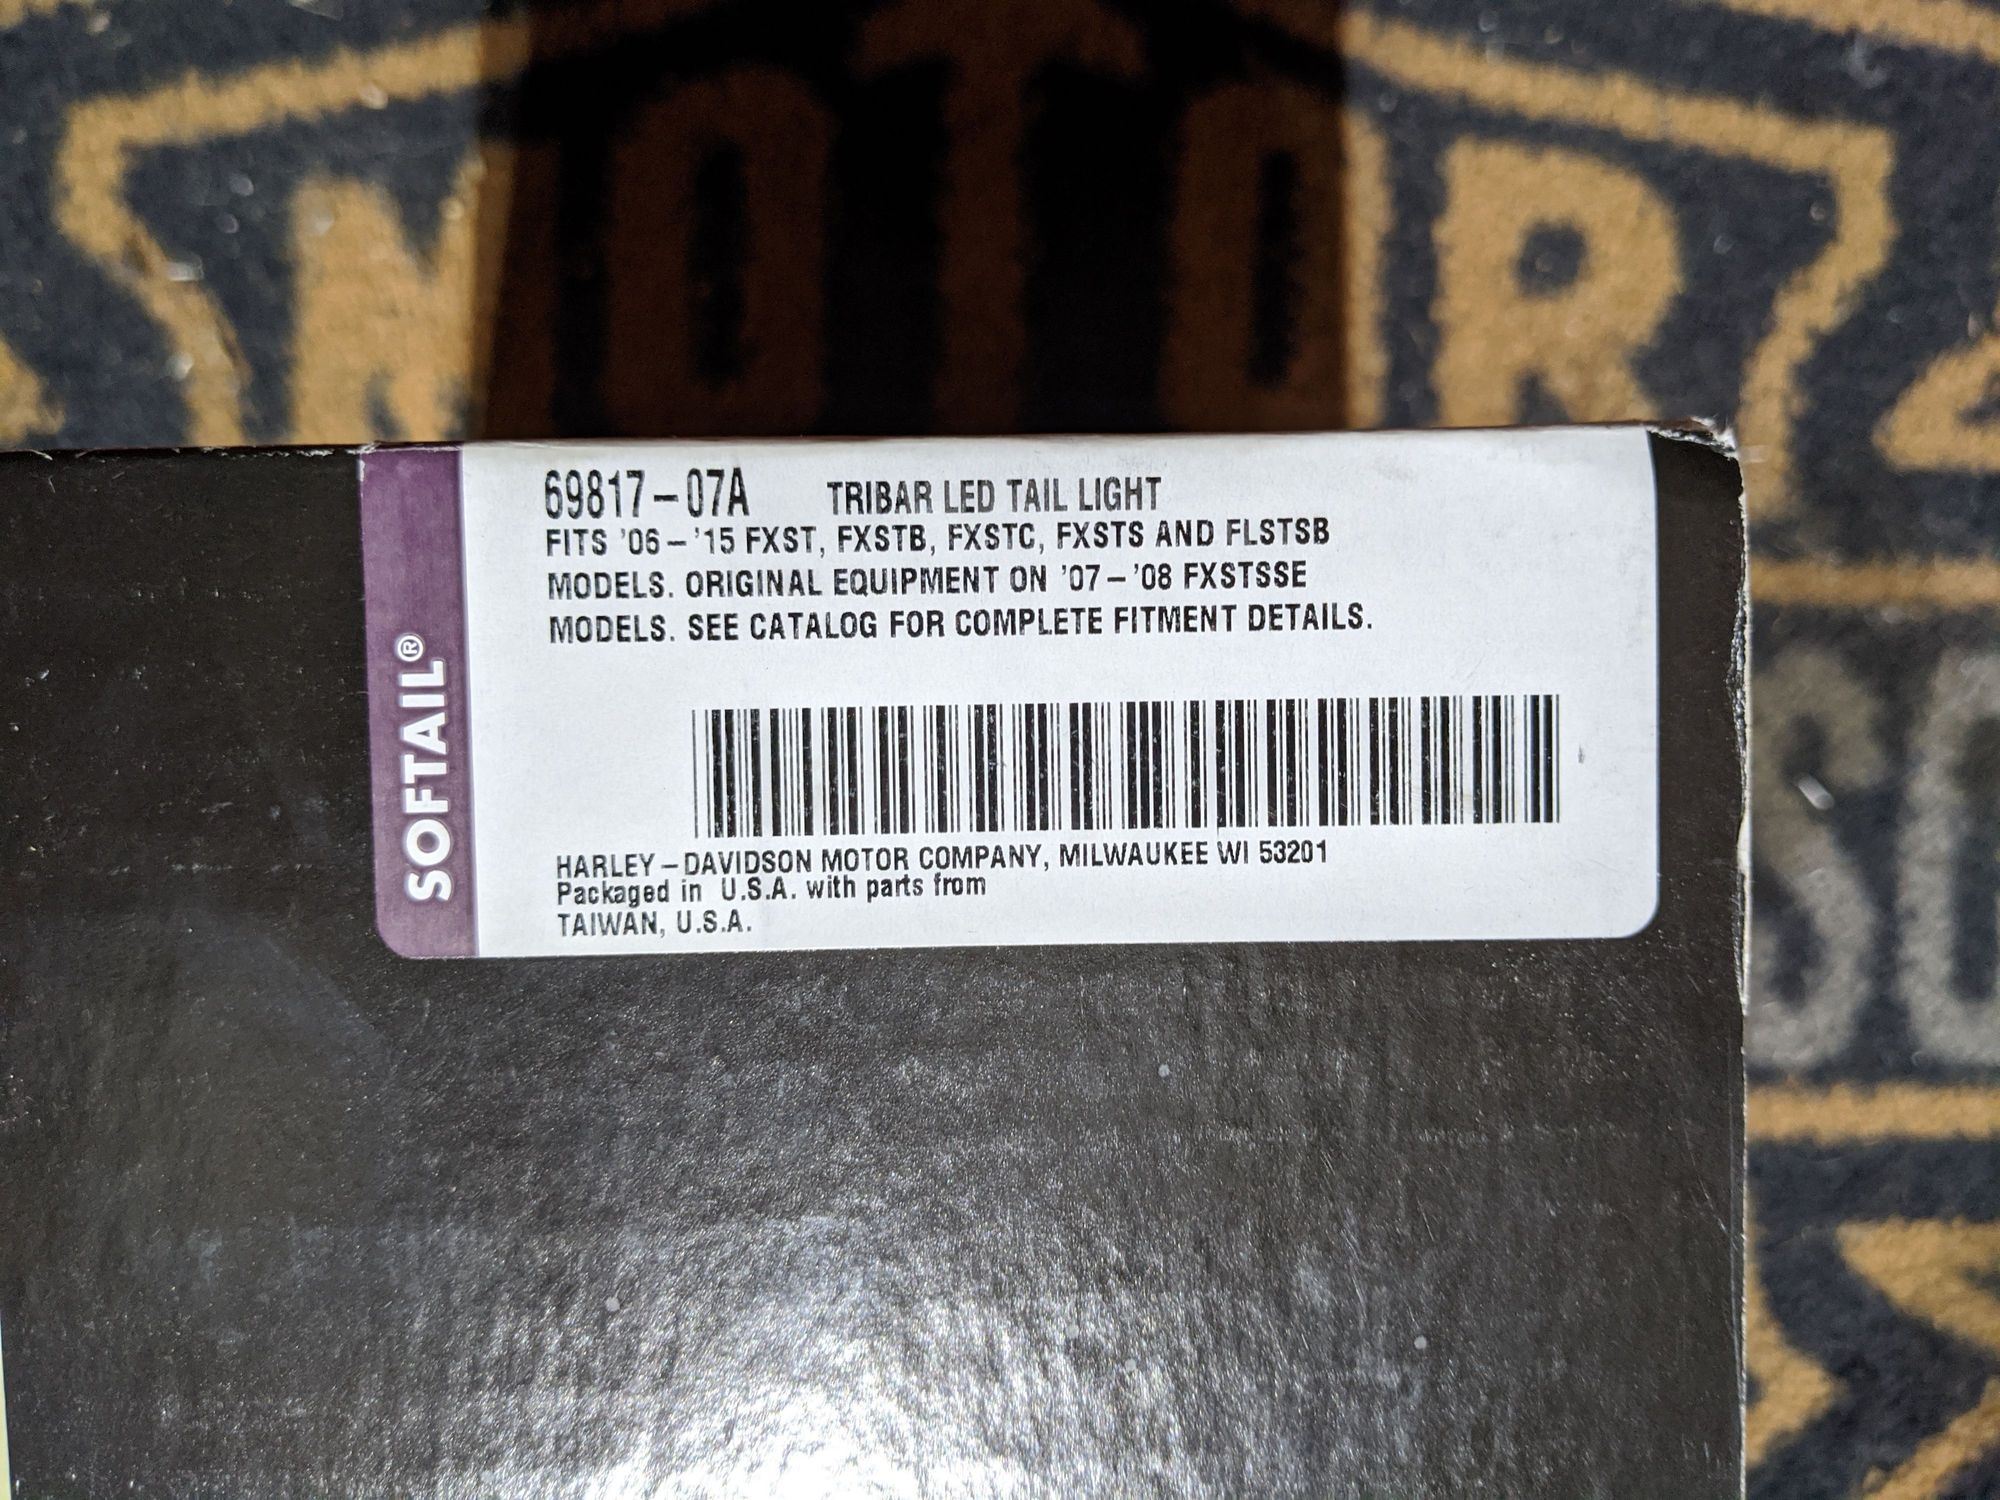 MOTOR
69817-07A TRIBAR LED TAIL LIGHT
FITS '06-'15 FXST, FXSTB, FXSTC, FXSTS AND FLSTSB
MODELS. ORIGINAL EQUIPMENT ON '07-'08 FXSTSSE
MODELS. SEE CATALOG FOR COMPLETE FITMENT DETAILS.
SOFTAIL®
HARLEY-DAVIDSON MOTOR COMPANY, MILWAUKEE WI 53201
Packaged in U.S.A. with parts from
TAIWAN, U.S.A.